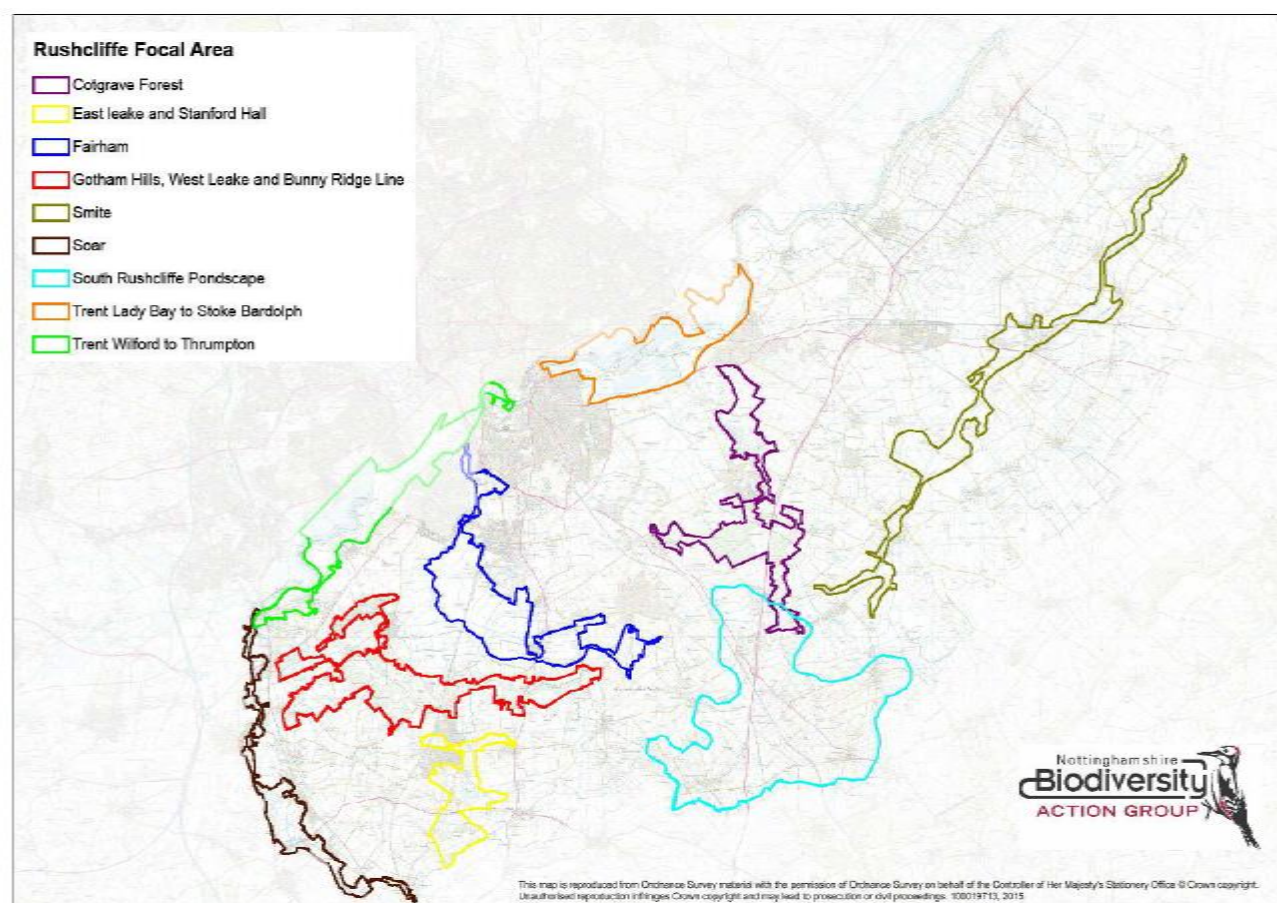 Rushcliffe Focal Area
Cotgrave Forest
East leake and Stanford Hall
Fairham
Gotham Hills, West Leake and Bunny Ridge Line
Smite
Soar
South Rushcliffe Pondscape
Trent Lady Bay to Stoke Bardolph
Trent Wilford to Thrumpton
Nottinghamshire
Biodiversity
ACTION GROUP
This map is reproduced from Ordnance Survey material with the permission of Ordnance Survey on behalf of the Controller of Her Majesty's Stationery Office © Crown copyright.
Unauthorised reproduction infringes Crown copyright and may lead to prosecution or civil proceedings. 100019713, 2015